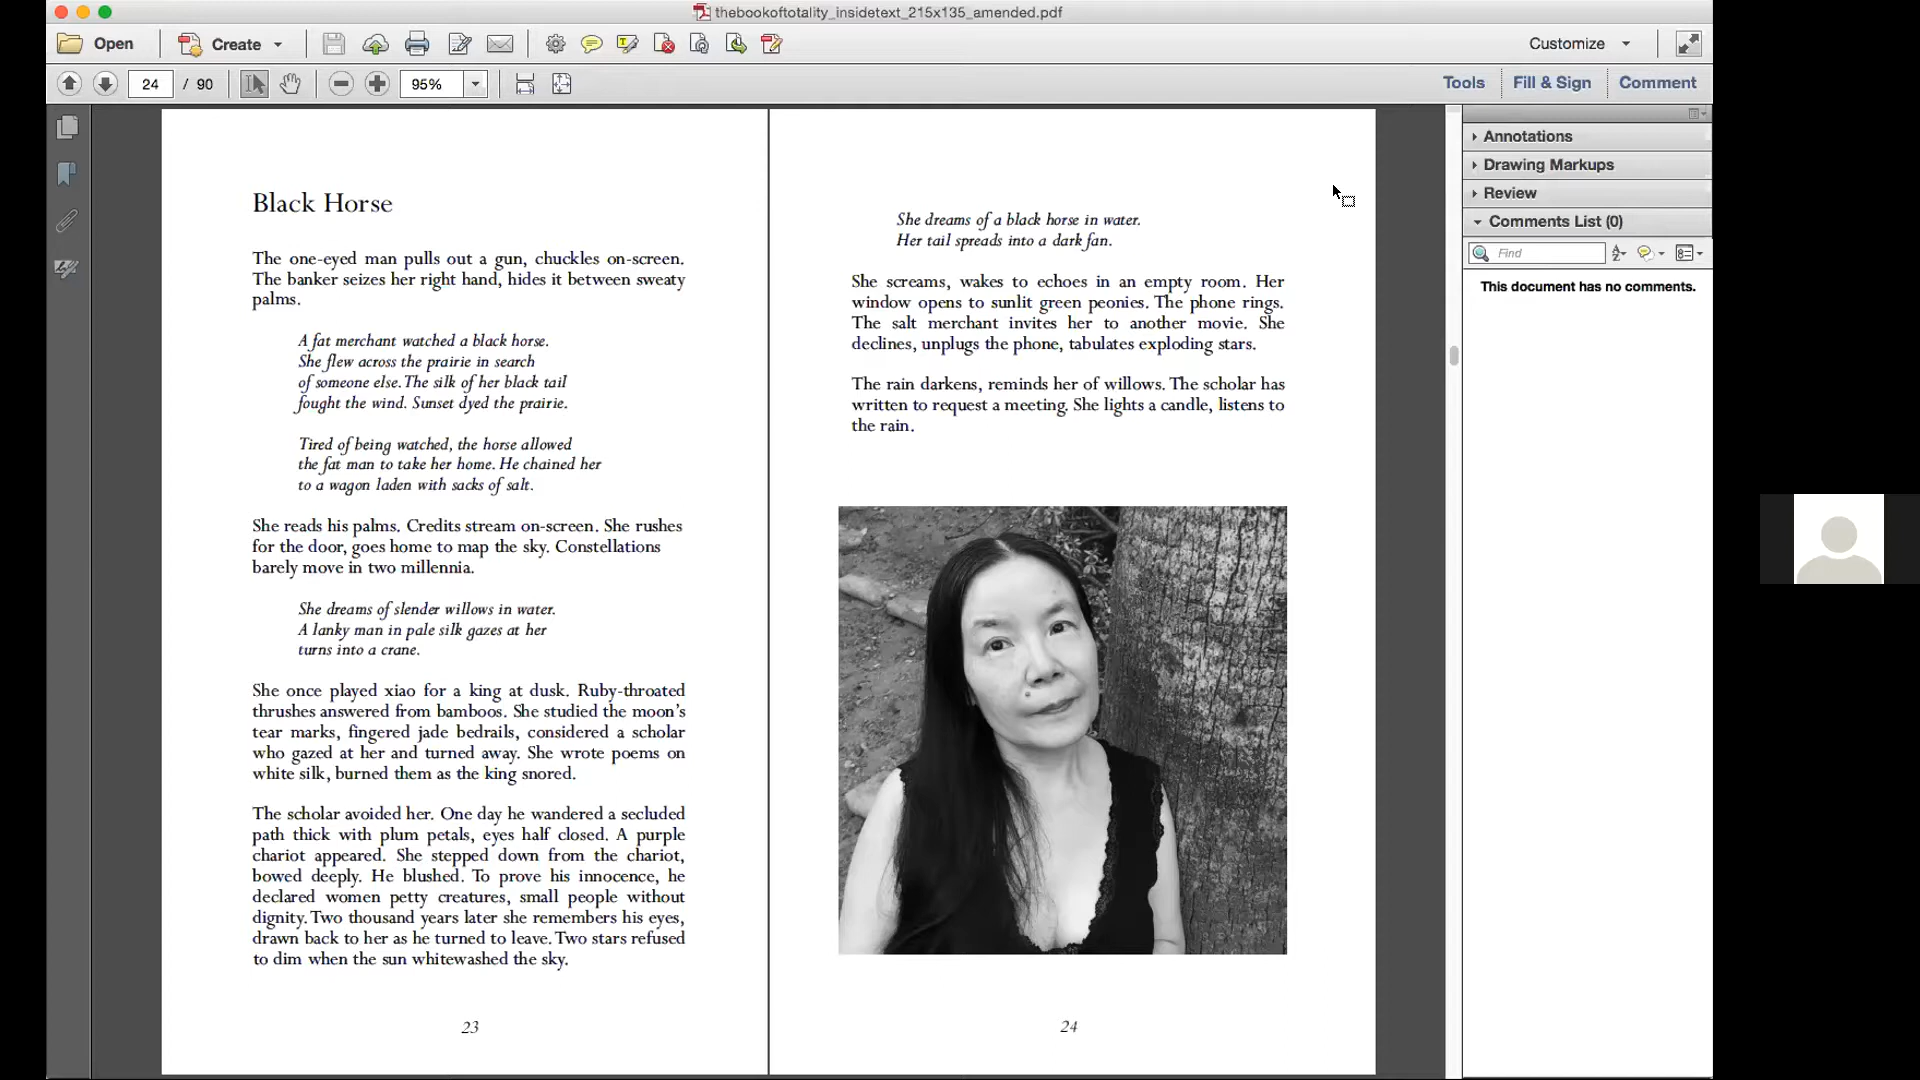 thebookoftotality_insidetext_215x135_amended.pdf
Open
Create
Customize
24 / 90
95%
Tools
Fill & Sign
Comment
Black Horse
The one-eyed man pulls out a gun, chuckles on-screen.
The banker seizes her right hand, hides it between sweaty
palms.
A fat merchant watched a black horse.
She flew across the prairie in search
of someone else. The silk of her black tail
fought the wind. Sunset dyed the prairie.
Tired of being watched, the horse allowed
the fat man to take her home. He chained her
to a wagon laden with sacks of salt.
She reads his palms. Credits stream on-screen. She rushes
for the door, goes home to map the sky. Constellations
barely move in two millennia.
She dreams of slender willows in water.
A lanky man in pale silk gazes at her
turns into a crane.
She once played xiao for a king at dusk. Ruby-throated
thrushes answered from bamboos. She studied the moon's
tear marks, fingered jade bedrails, considered a scholar
who gazed at her and turned away. She wrote poems on
white silk, burned them as the king snored.
The scholar avoided her. One day he wandered a secluded
path thick with plum petals, eyes half closed. A purple
chariot appeared. She stepped down from the chariot,
bowed deeply. He blushed. To prove his innocence, he
declared women petty creatures, small people without
dignity. Two thousand years later she remembers his eyes,
drawn back to her as he turned to leave. Two stars refused
to dim when the sun whitewashed the sky.
23
She dreams of a black horse in water.
Her tail spreads into a dark fan.
She screams, wakes to echoes in an empty room. Her
window opens to sunlit green peonies. The phone rings.
The salt merchant invites her to another movie. She
declines, unplugs the phone, tabulates exploding stars.
The rain darkens, reminds her of willows. The scholar has
written to request a meeting. She lights a candle, listens to
the rain.
24
Annotations
Drawing Markups
Review
Comments List (0)
Find
This document has no comments.